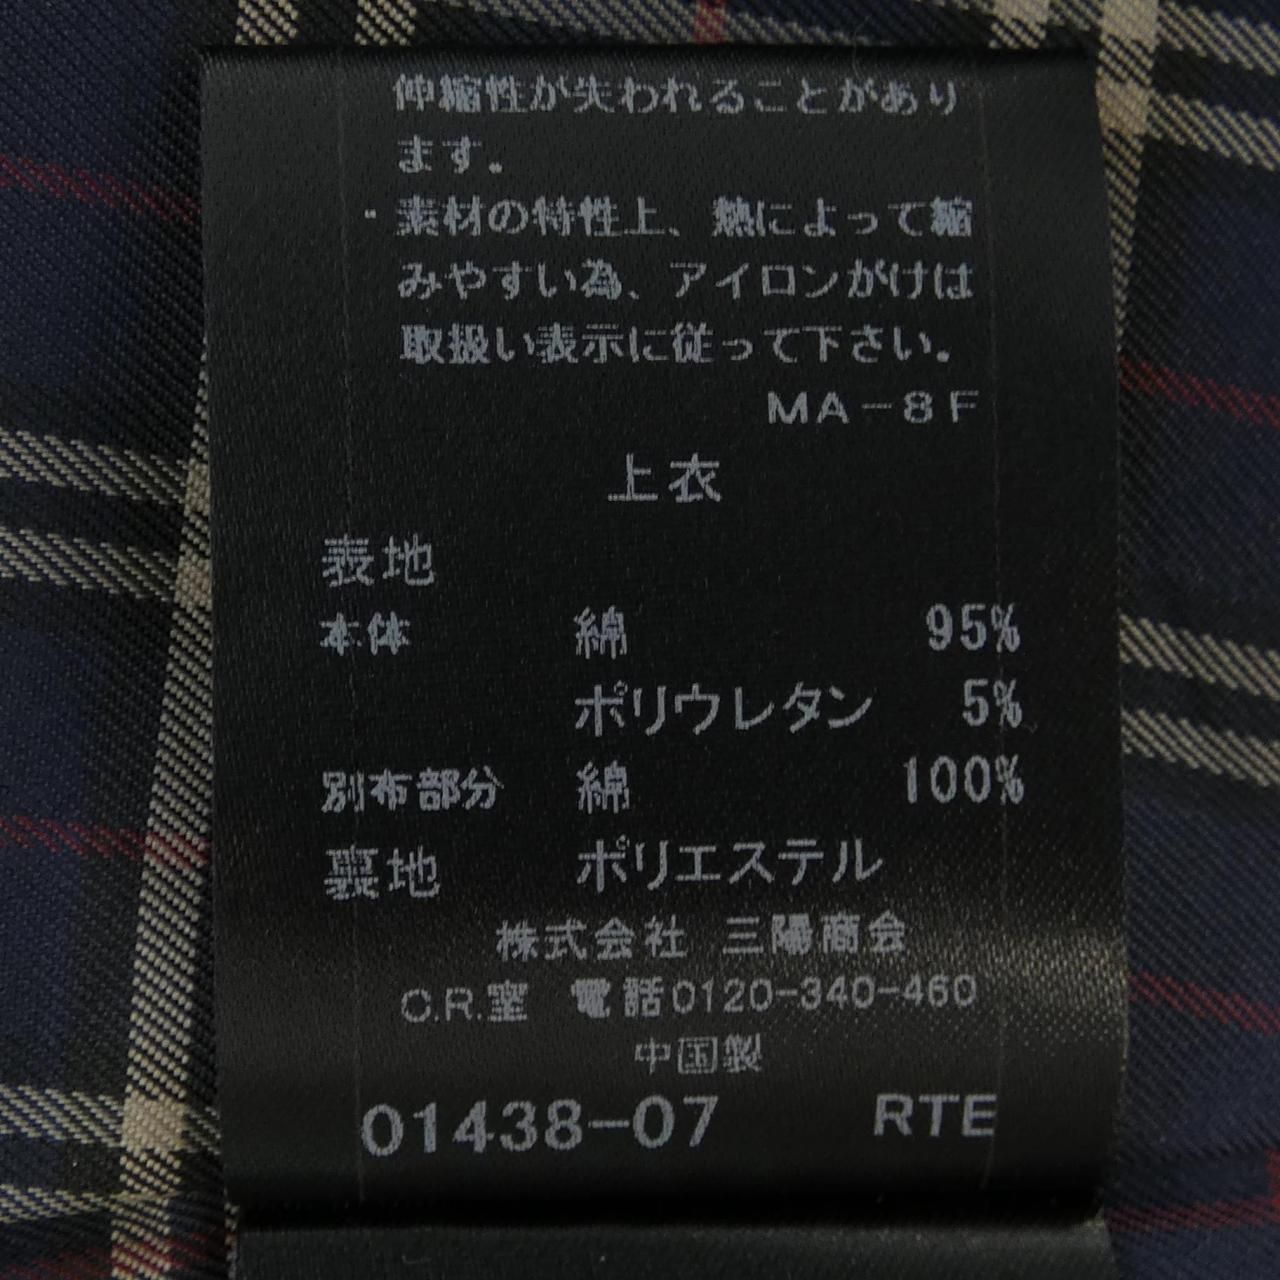 伸縮性が失われることがあり
ます。
・素材の特性上、熱によって縮
みやすい為、アイロンがけは
取扱い表示に従って下さい。
MA-8F
上衣
表地
本体 綿 95%
ポリウレタン 5%
別布部分 綿 100%
裏地 ポリエステル
株式会社 三陽商会
C.R.室 電話0120-340-460
中国製
01438-07 RTE